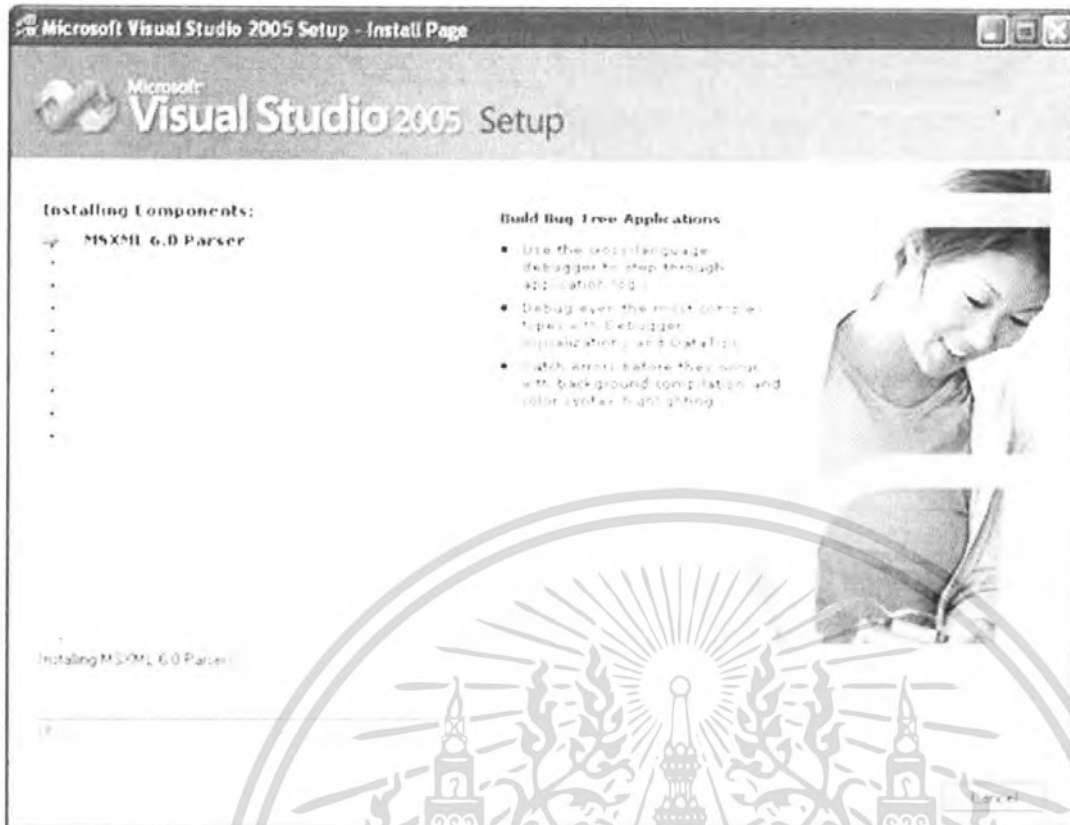 Microsoft Visual Studio 2005 Setup - Install Page
Microsoft
Visual Studio 2005 Setup
Installing Components:
MSXML 6.0 Parser
Build Bug Free Applications
Use the cross-language
debugger to step through
application logic
Debug even the most complex
types with Debugger
Visualizations and DataTips
Catch errors before they occur
with background compilation and
color syntax highlighting
Installing MSXML 6.0 Parser
Cancel